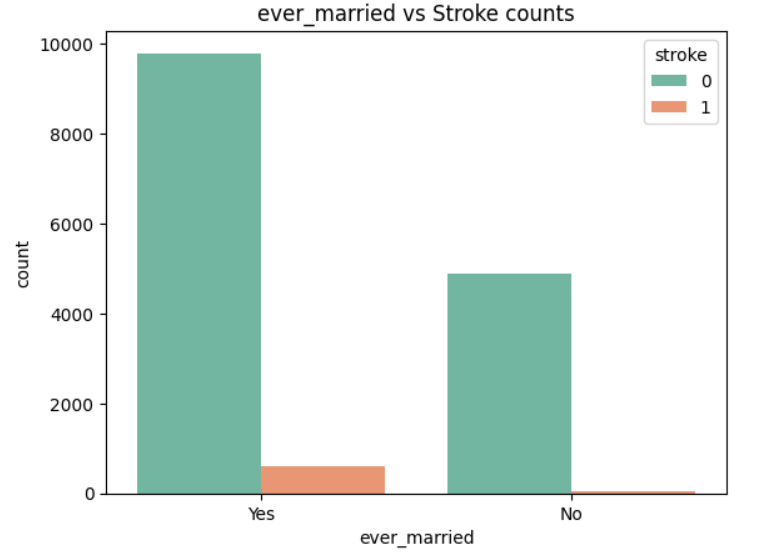 ever_married vs Stroke counts
stroke
0
1
10000
8000
6000
4000
2000
0
count
Yes
No
ever_married